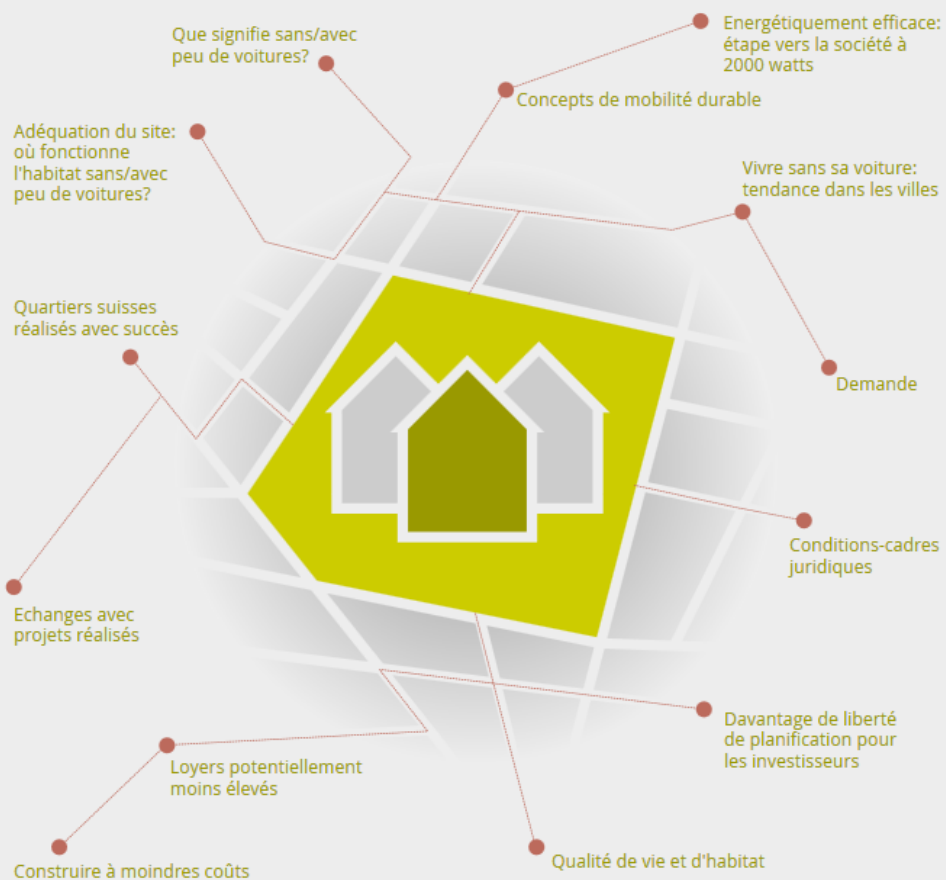 Que signifie sans/avec
peu de voitures?
Energétiquement efficace:
étape vers la société à
2000 watts
Concepts de mobilité durable
Adéquation du site:
où fonctionne
l'habitat sans/avec
peu de voitures?
Vivre sans sa voiture:
tendance dans les villes
Quartiers suisses
réalisés avec succès
Demande
Conditions-cadres
juridiques
Echanges avec
projets réalisés
Davantage de liberté
de planification pour
les investisseurs
Loyers potentiellement
moins élevés
Qualité de vie et d'habitat
Construire à moindres coûts